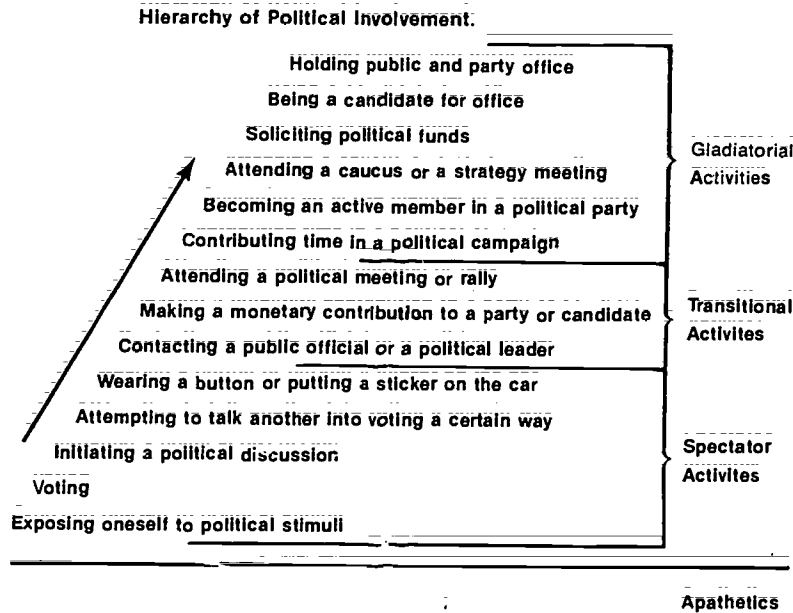 Hierarchy of Political Involvement.
Holding public and party office
Being a candidate for office
Soliciting political funds
Attending a caucus or a strategy meeting
Becoming an active member in a political party
Contributing time in a political campaign
Gladiatorial
Activities
Attending a political meeting or rally
Making a monetary contribution to a party or candidate
Contacting a public official or a political leader
Transitional
Activites
Wearing a button or putting a sticker on the car
Attempting to talk another into voting a certain way
Initiating a political discussion
Voting
Exposing oneself to political stimuli
Spectator
Activites
Apathetics